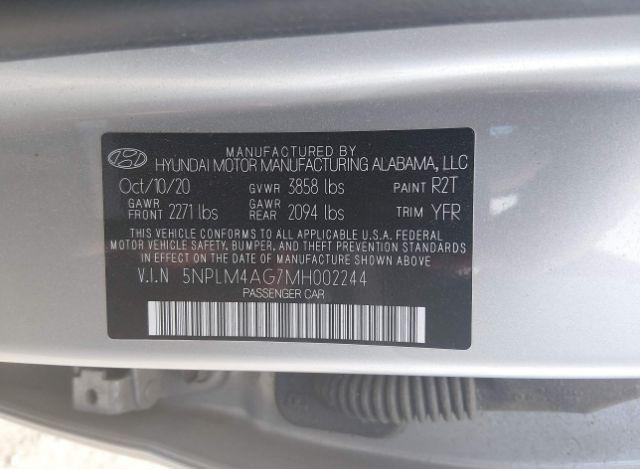 MANUFACTURED BY
HYUNDAI MOTOR MANUFACTURING ALABAMA, LLC
Oct/10/20 GVWR 3858 lbs PAINT R2T
GAWR FRONT 2271 lbs GAWR REAR 2094 lbs TRIM YFR
THIS VEHICLE CONFORMS TO ALL APPLICABLE U.S.A. FEDERAL
MOTOR VEHICLE SAFETY, BUMPER, AND THEFT PREVENTION STANDARDS
IN EFFECT ON THE DATE OF MANUFACTURE SHOWN ABOVE.
V.I.N 5NPLM4AG7MH002244
PASSENGER CAR